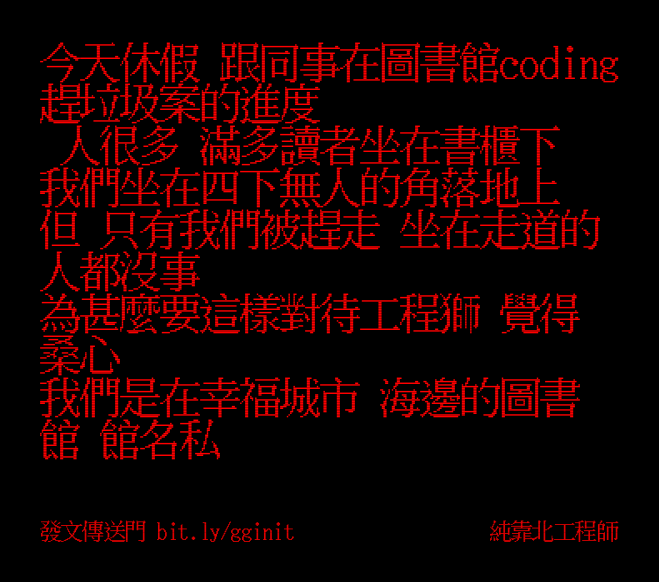 今天休假 跟同事在圖書館coding
趕垃圾案的進度
人很多 滿多讀者坐在書櫃下
我們坐在四下無人的角落地上
但 只有我們被趕走 坐在走道的
人都沒事
為甚麼要這樣對待工程獅 覺得
桑心
我們是在幸福城市 海邊的圖書
館 館名私
發文傳送門 bit.ly/gginit
純靠北工程師